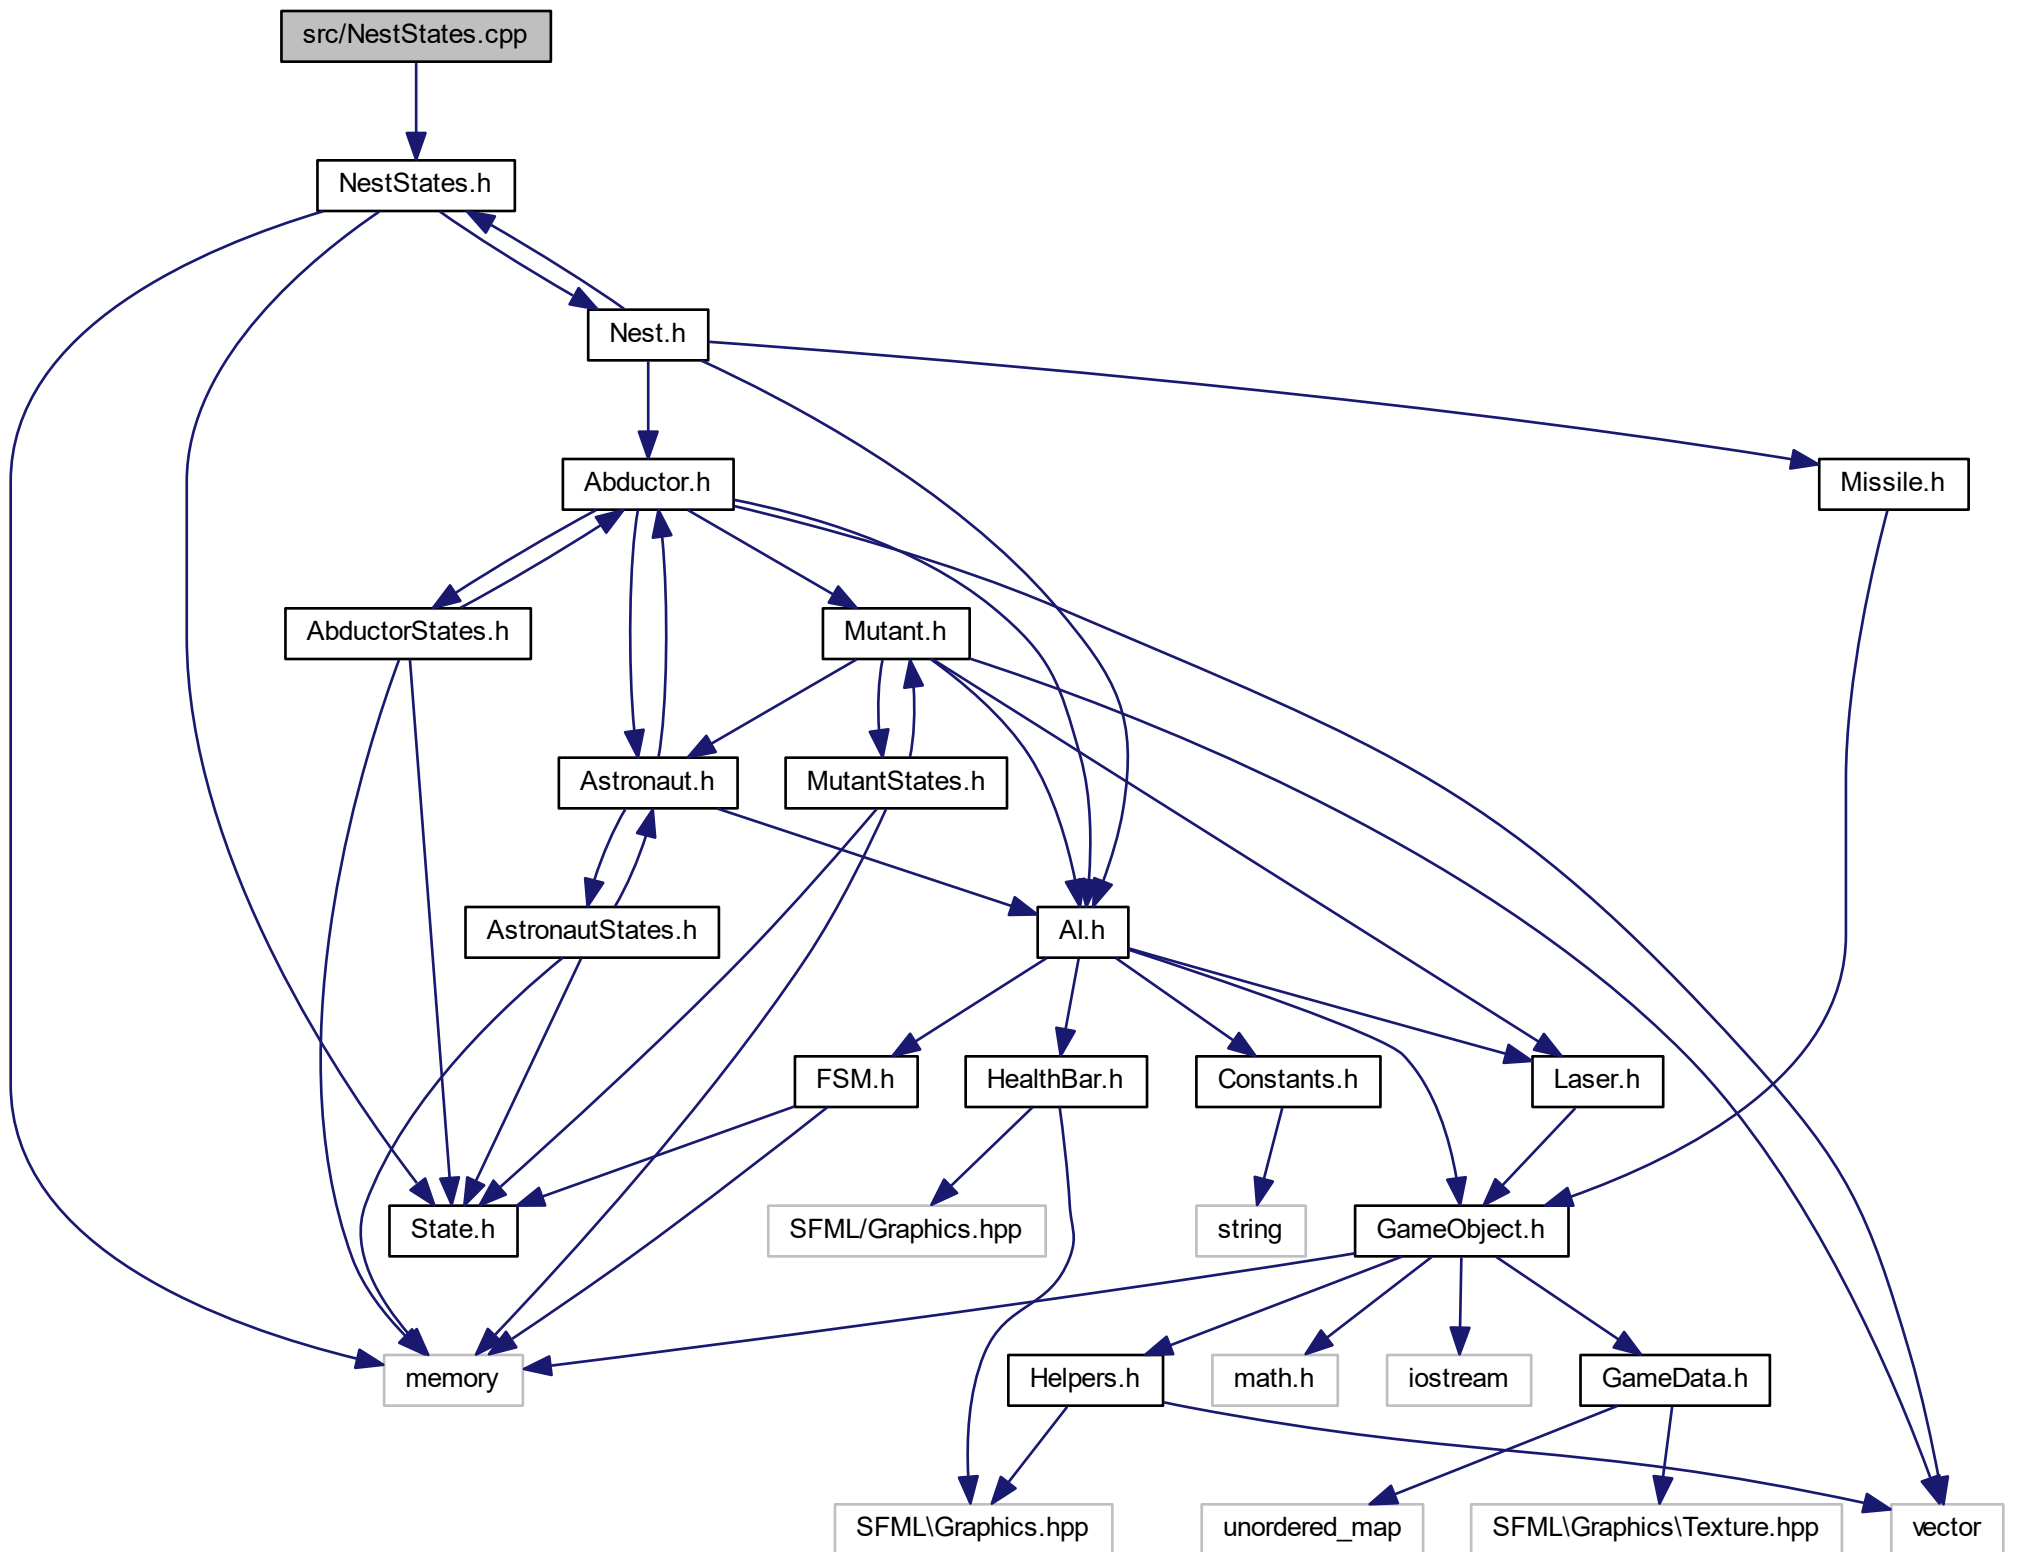 src/NestStates.cpp
NestStates.h
Nest.h
Abductor.h
Missile.h
AbductorStates.h
Mutant.h
Astronaut.h
MutantStates.h
AstronautStates.h
AI.h
FSM.h
HealthBar.h
Constants.h
Laser.h
State.h
SFML/Graphics.hpp
string
GameObject.h
memory
Helpers.h
math.h
iostream
GameData.h
SFML\Graphics.hpp
unordered_map
SFML\Graphics\Texture.hpp
vector